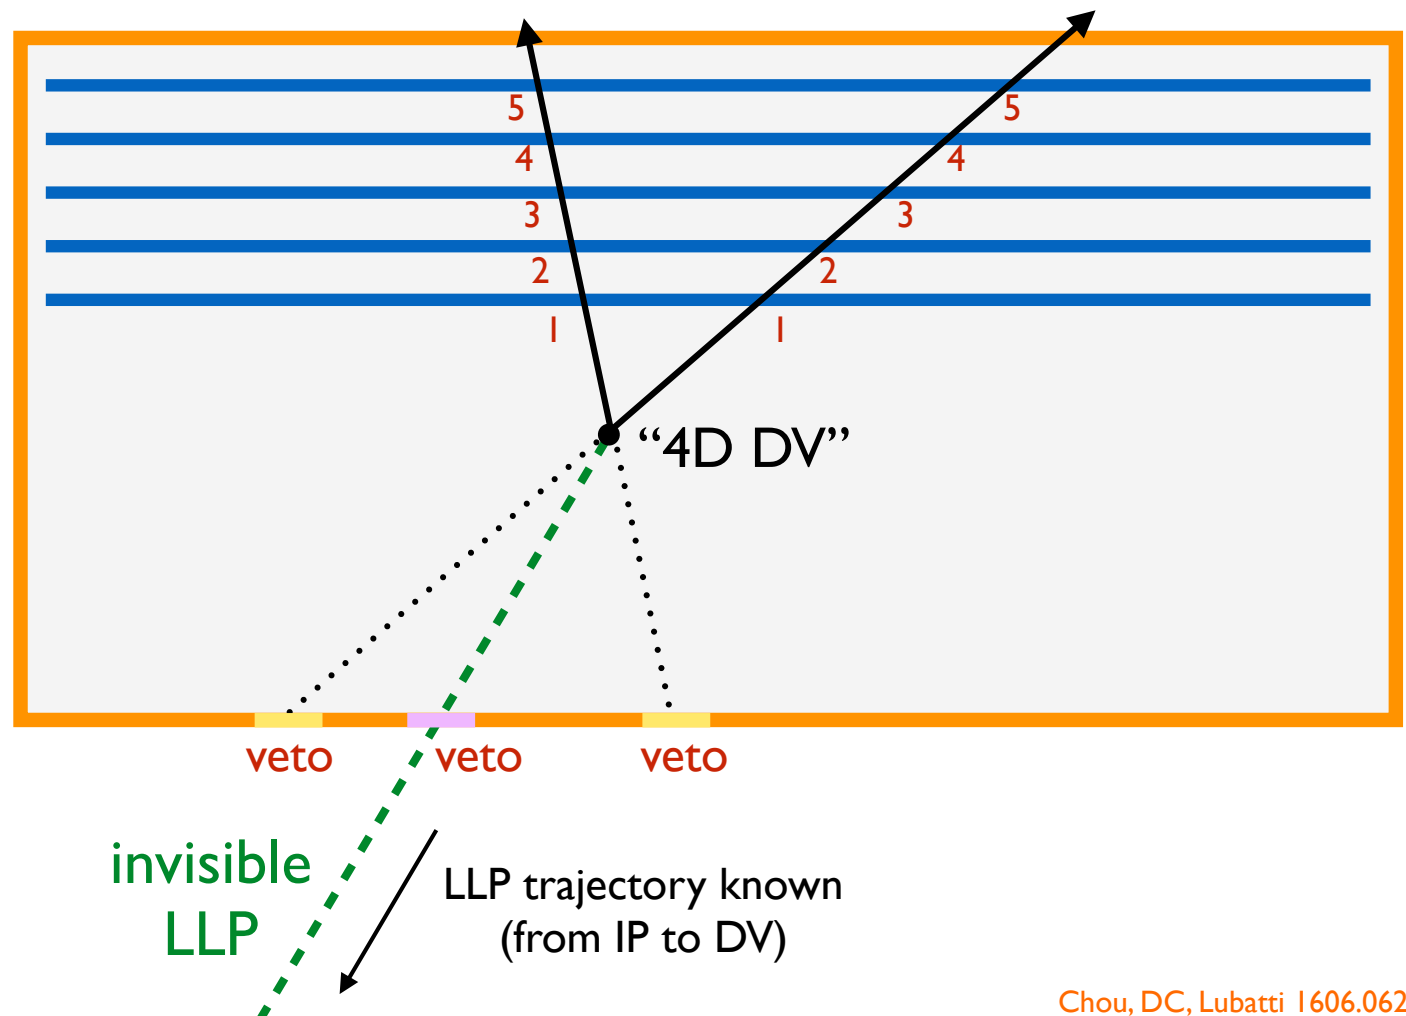 5 5
4 4
3 3
2 2
1 1
“4D DV”
veto veto veto
invisible
LLP
LLP trajectory known
(from IP to DV)
Chou, DC, Lubatti 1606.062